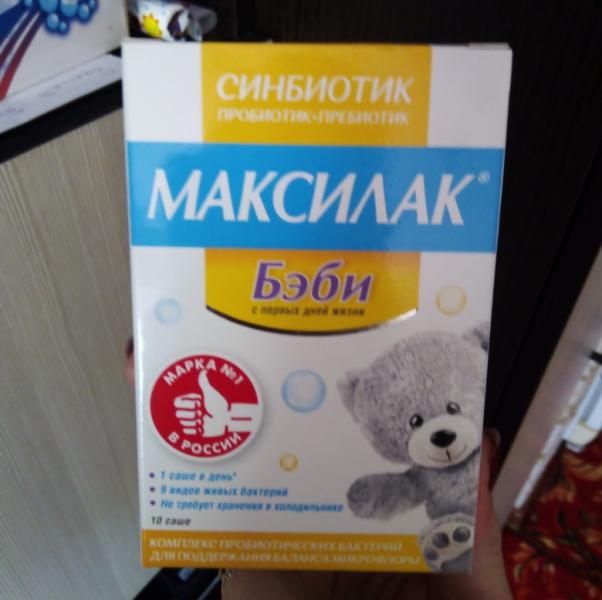 СИНБИОТИК
ПРОБИОТИК+ПРЕБИОТИК
МАКСИЛАК®
Бэби
с первых дней жизни
МАРКА №1
В РОССИИ
• 1 саше в день*
• 9 видов живых бактерий
• Не требует хранения в холодильнике
10 саше
КОМПЛЕКС ПРОБИОТИЧЕСКИХ БАКТЕРИЙ
ДЛЯ ПОДДЕРЖАНИЯ БАЛАНСА МИКРОФЛОРЫ